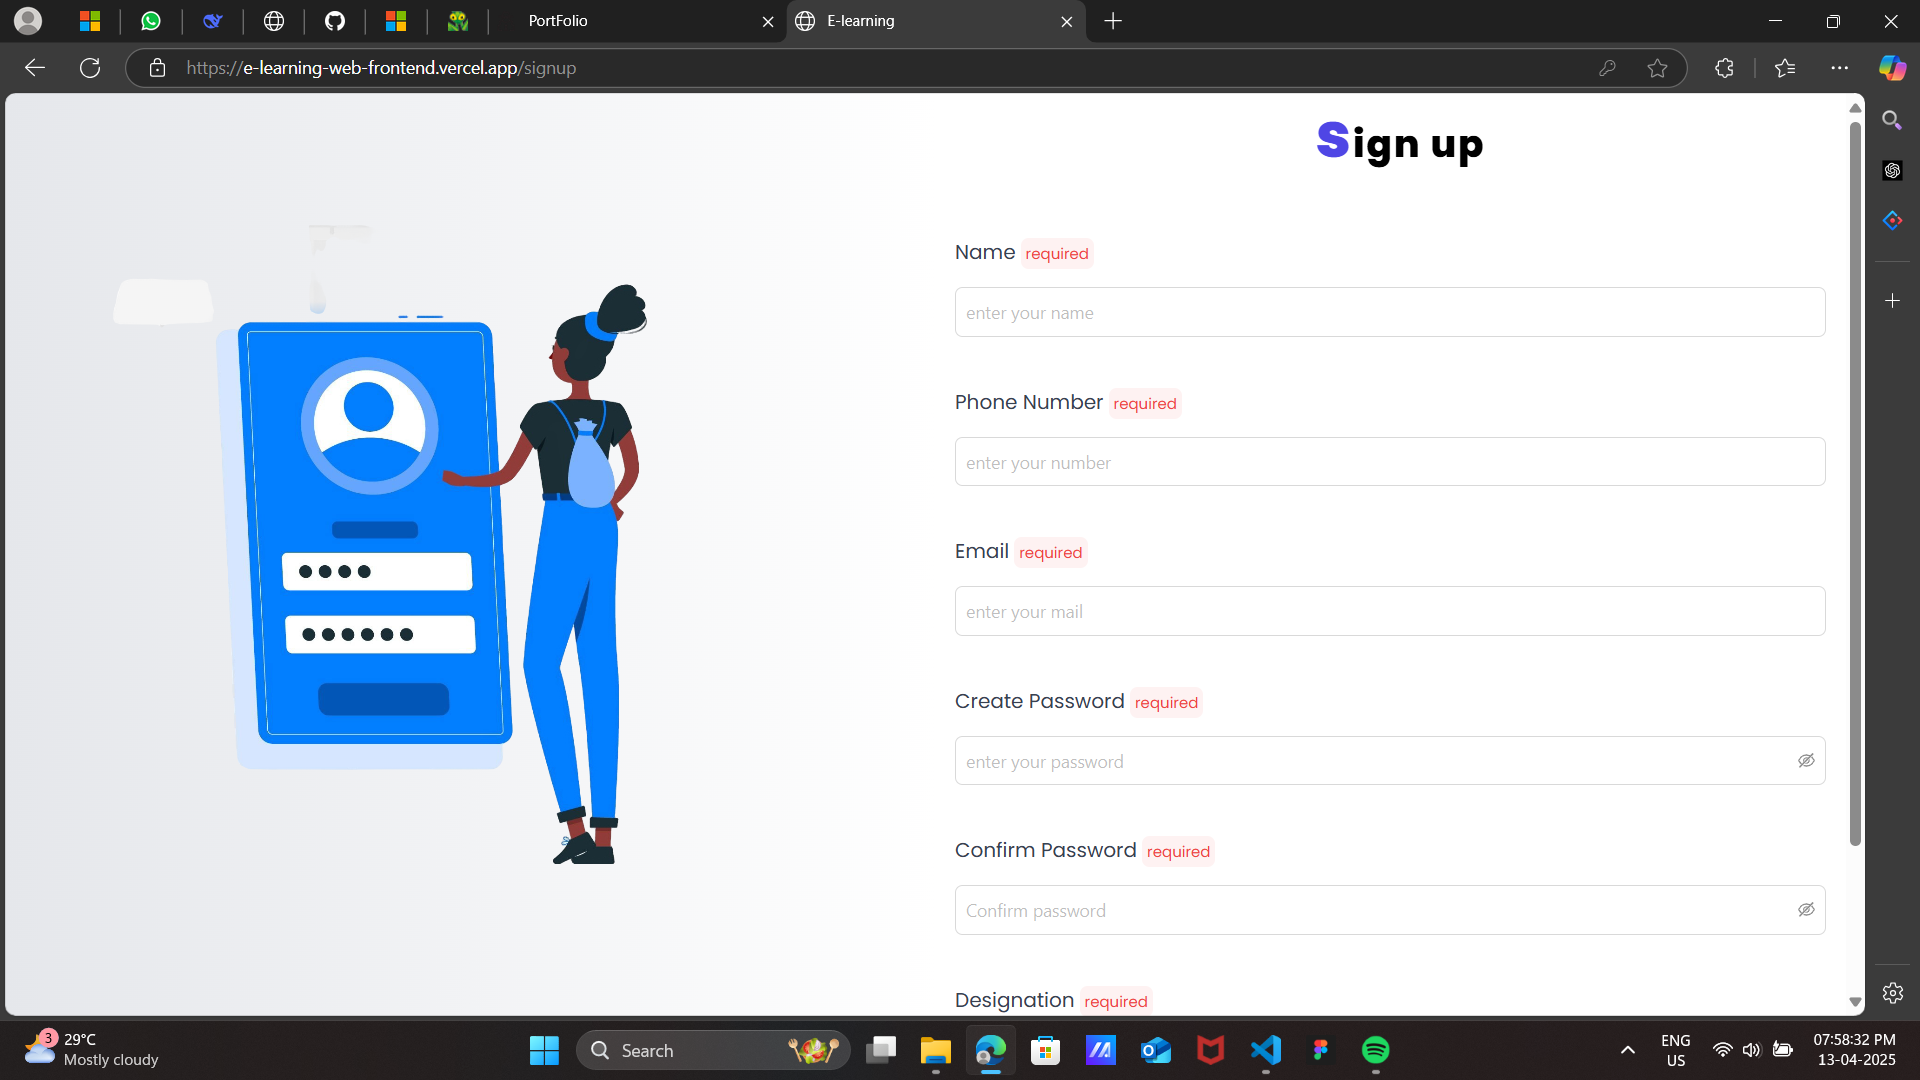 PortFolio
E-learning
https://e-learning-web-frontend.vercel.app/signup
Sign up
Name required
enter your name
Phone Number required
enter your number
Email required
enter your mail
Create Password required
enter your password
Confirm Password required
Confirm password
Designation required
3
29°C
Mostly cloudy
Search
ENG
US
07:58:32 PM
13-04-2025